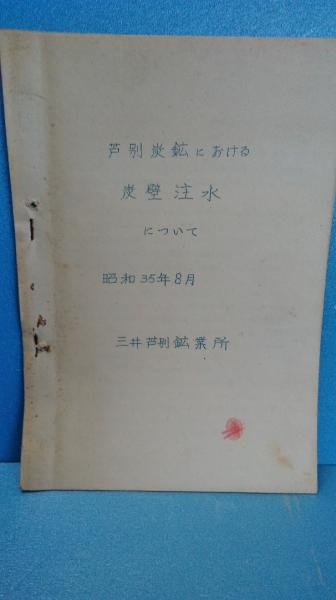 芦別炭鉱における
炭壁注水
について
昭和35年8月
三井芦別鉱業所